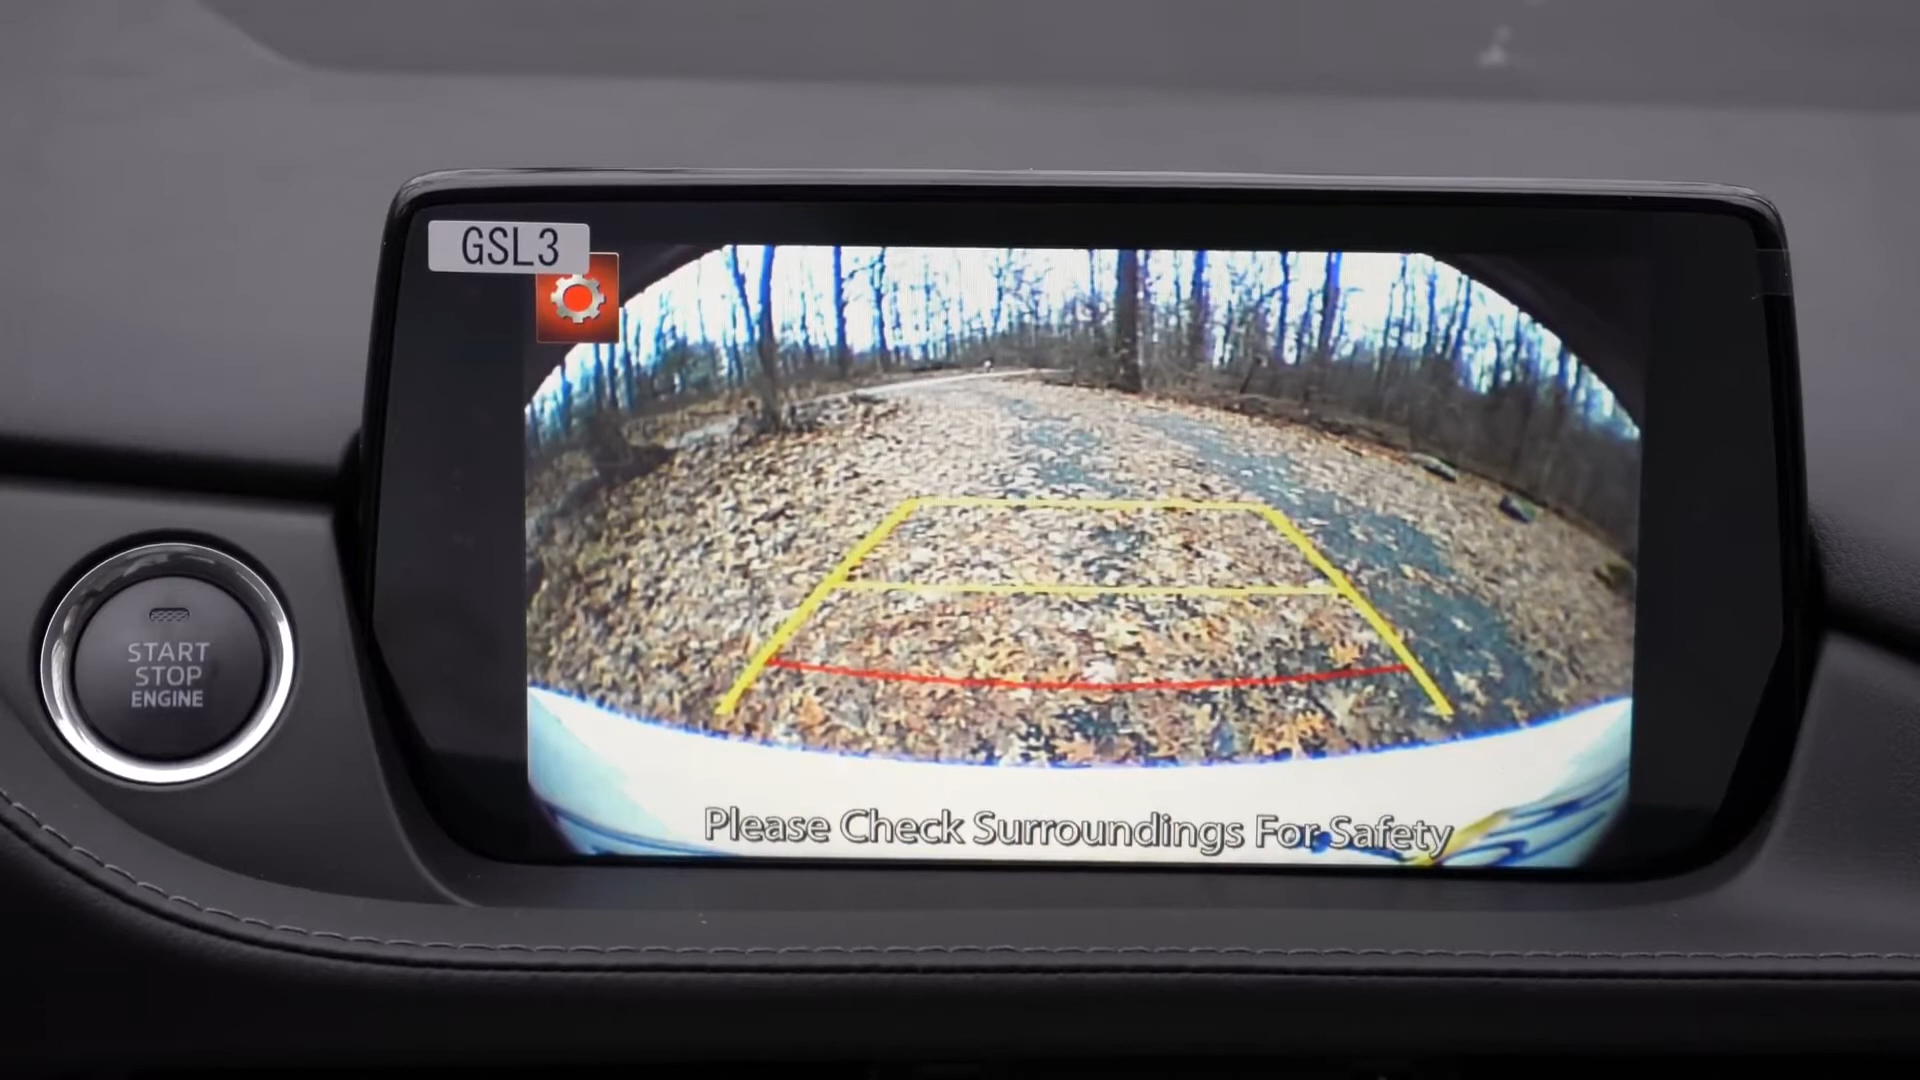 GSL3
START
STOP
ENGINE
Please Check Surroundings For Safety